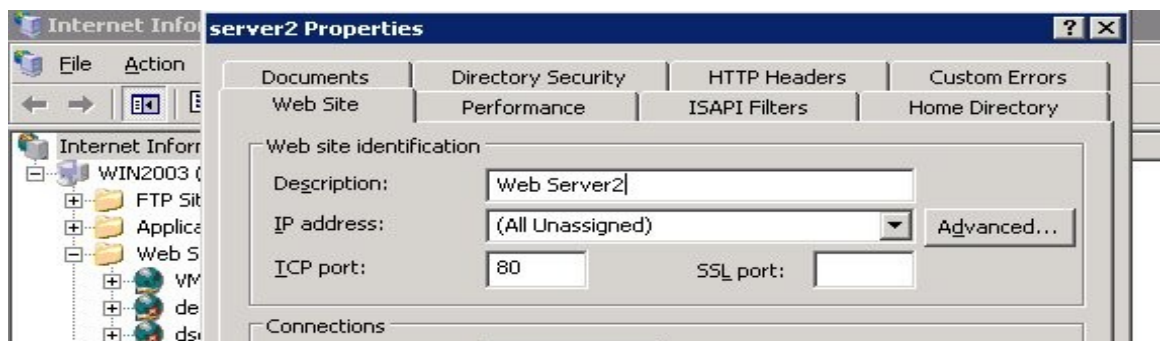 Internet Infor server2 Properties
File Action
Documents Directory Security HTTP Headers Custom Errors
Web Site Performance ISAPI Filters Home Directory
Internet Inforr
Web site identification
WIN2003 (
Description: Web Server2
FTP Sit
IP address: (All Unassigned) Advanced...
Applica
Web S
TCP port: 80 SSL port:
VM
de
Connections
ds